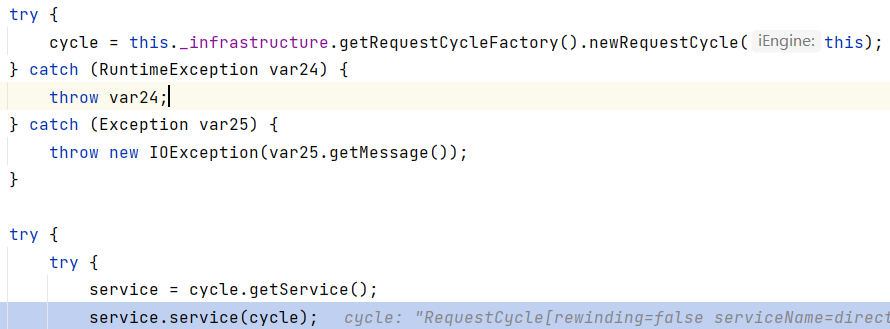 try {
    cycle = this._infrastructure.getRequestCycleFactory().newRequestCycle( iEngine: this);
} catch (RuntimeException var24) {
    throw var24;
} catch (Exception var25) {
    throw new IOException(var25.getMessage());
}
try {
    try {
        service = cycle.getService();
        service.service(cycle);   cycle: "RequestCycle[rewinding=false serviceName=direct